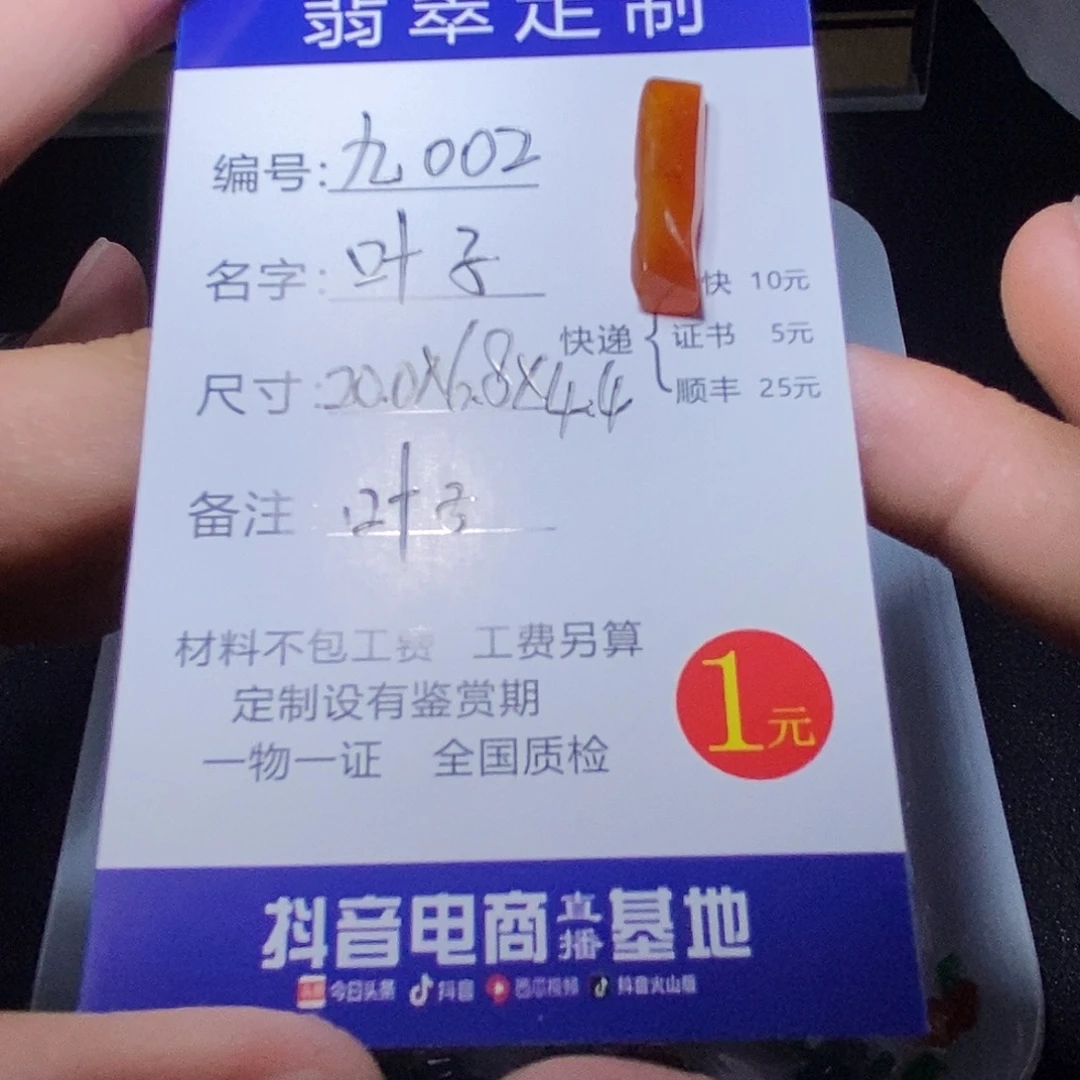 翡翠定制
编号:九002
名字:叶子
快 10元
快递 证书 5元
顺丰 25元
尺寸:20.0X6.8X4.4
备注 叶子
材料不包工费 工费另算
定制设有鉴赏期
一物一证 全国质检
1元
抖音电商直播基地
今日头条 抖音 西瓜视频 抖音火山版